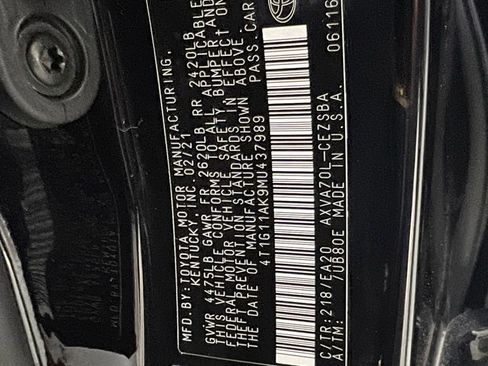 MFD.BY:TOYOTA MOTOR MANUFACTURING,
KENTUCKY, INC. 02/21
GVWR 4475LB GAWR FR 2620LB RR 2420LB
THIS VEHICLE CONFORMS TO ALL APPLICABLE
FEDERAL MOTOR VEHICLE SAFETY BUMPER, AND
THEFT PREVENTION STANDARDS IN EFFECT ON
THE DATE OF MANUFACTURE SHOWN ABOVE.
4T1G11AK9MU437989 PASS.CAR
C/TR:218/EA20 AXVA70L-CEZSBA
A/TM: /UB80E MADE IN U.S.A. 06116